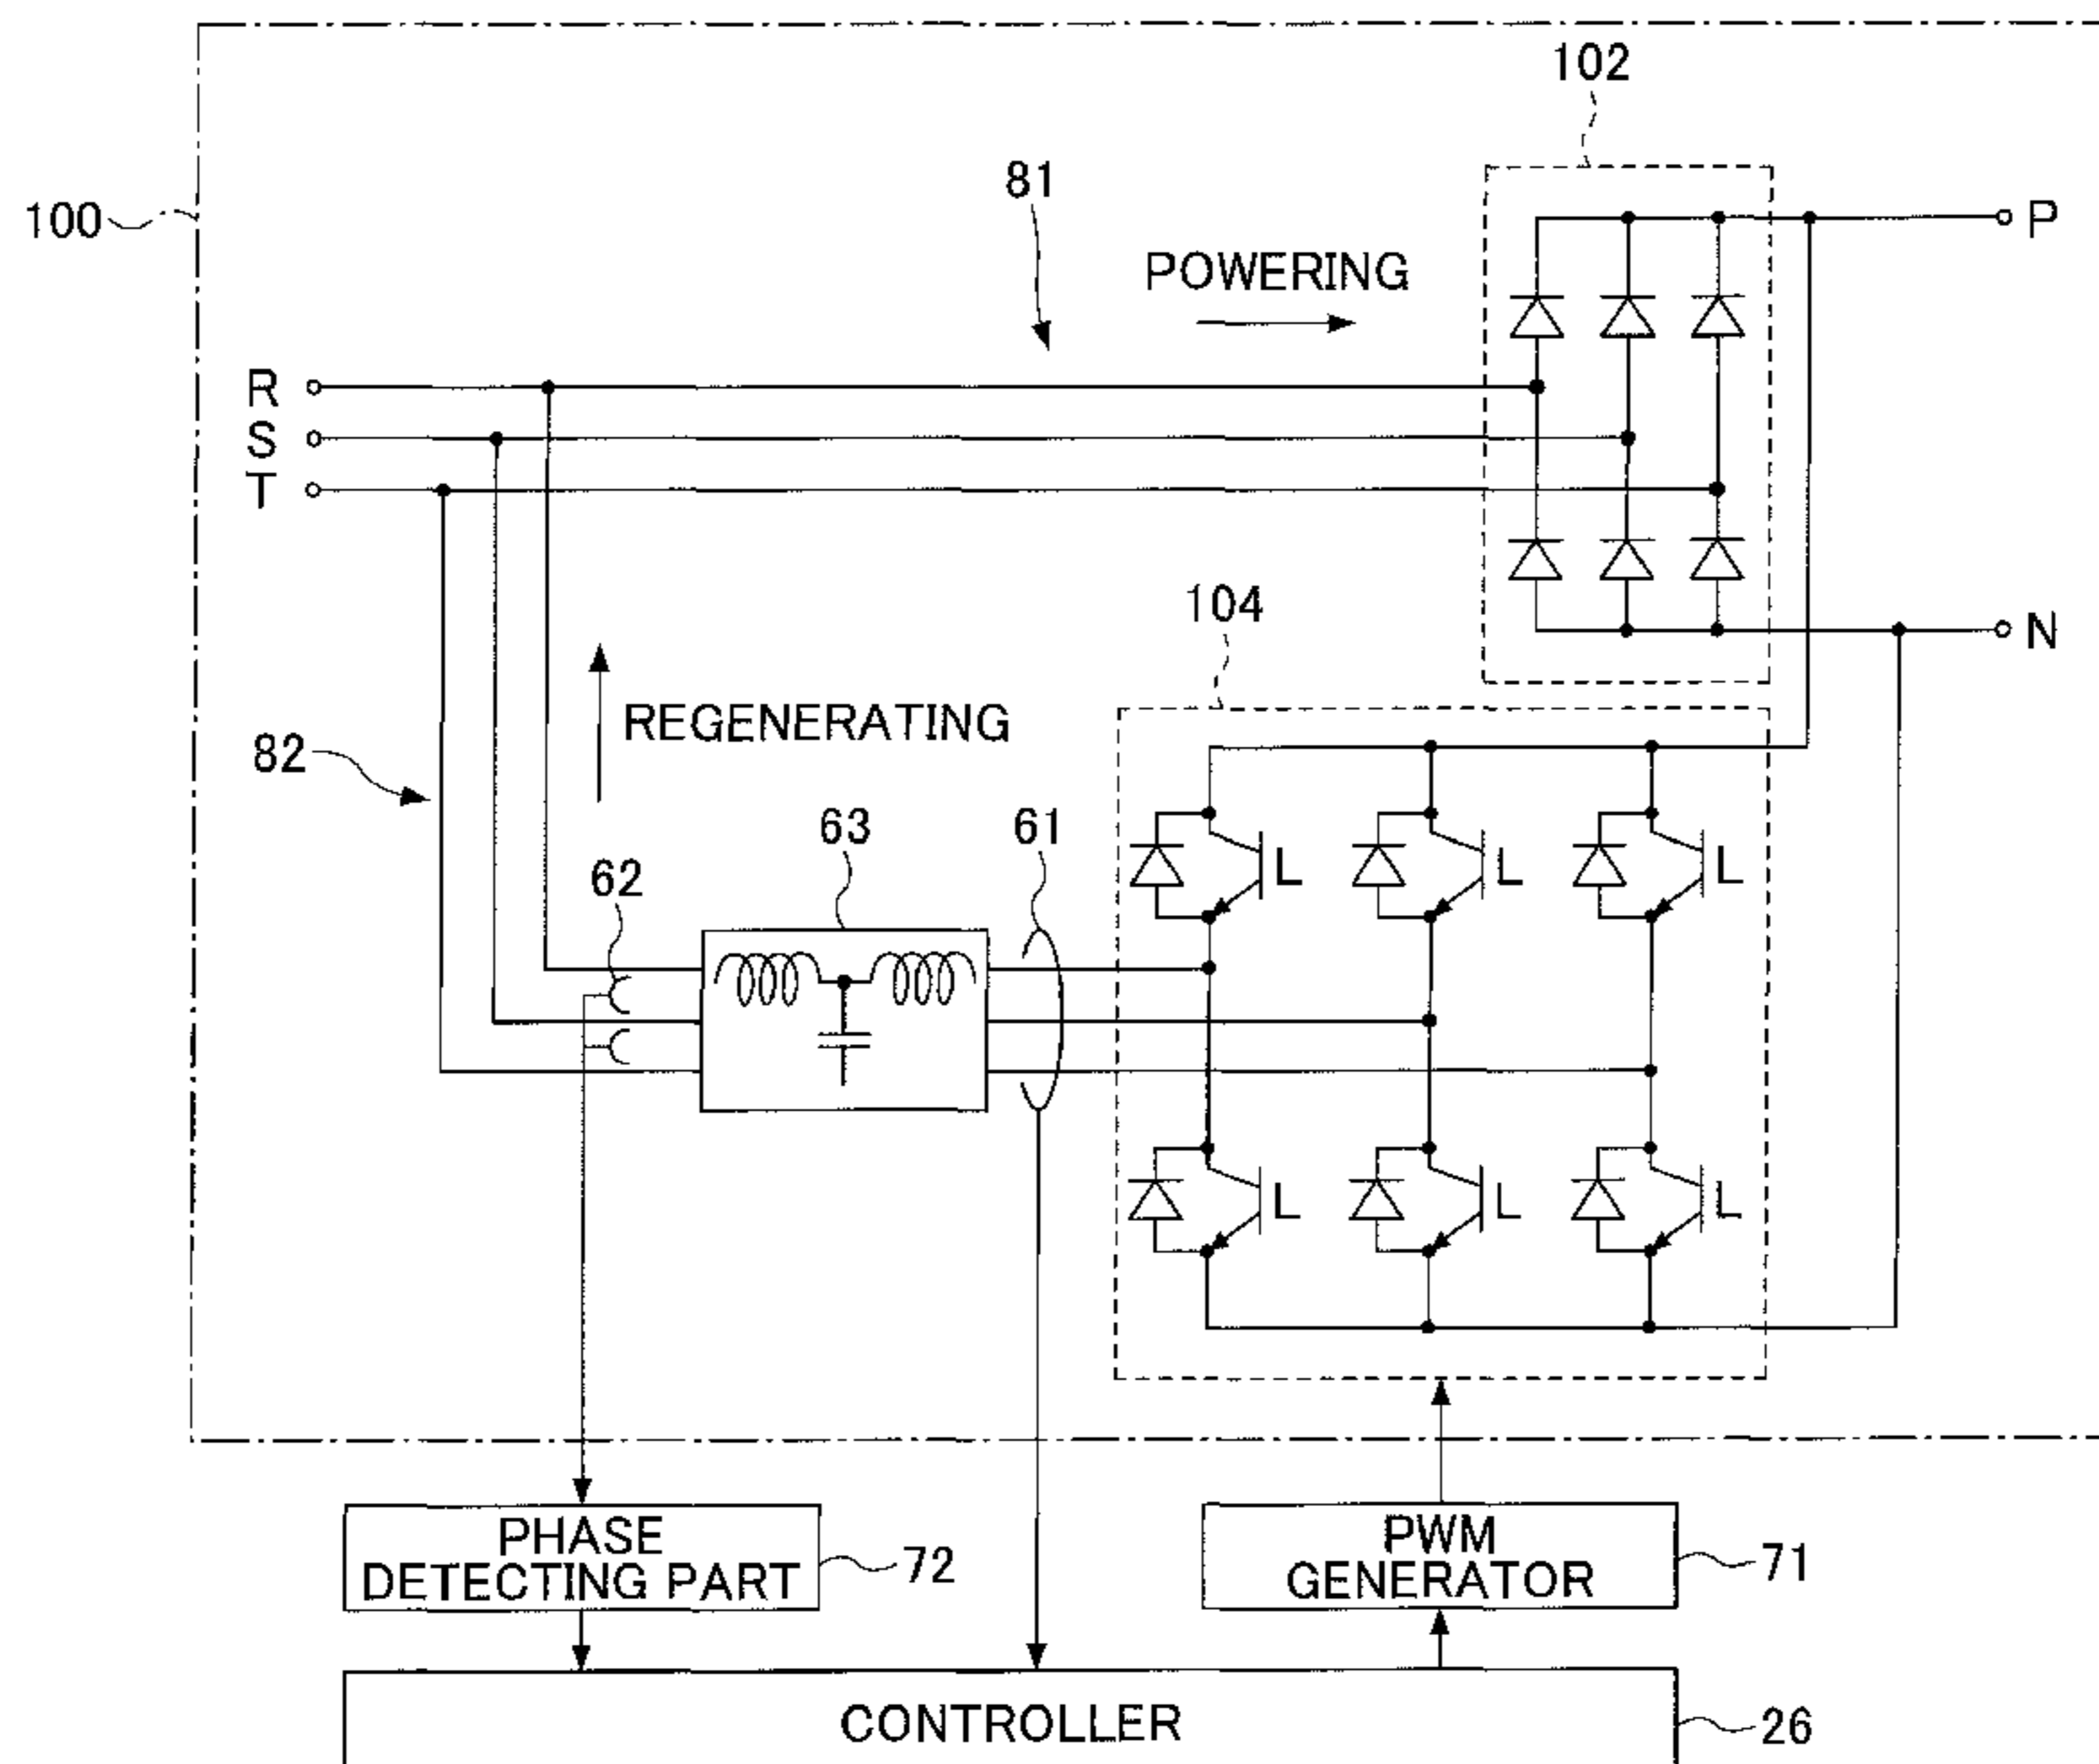 102
81
100
P
POWERING
R
S
T
104
N
REGENERATING
82
63
61
62
L
L
L
L
L
L
PHASE
DETECTING PART
72
PWM
GENERATOR
71
CONTROLLER
26